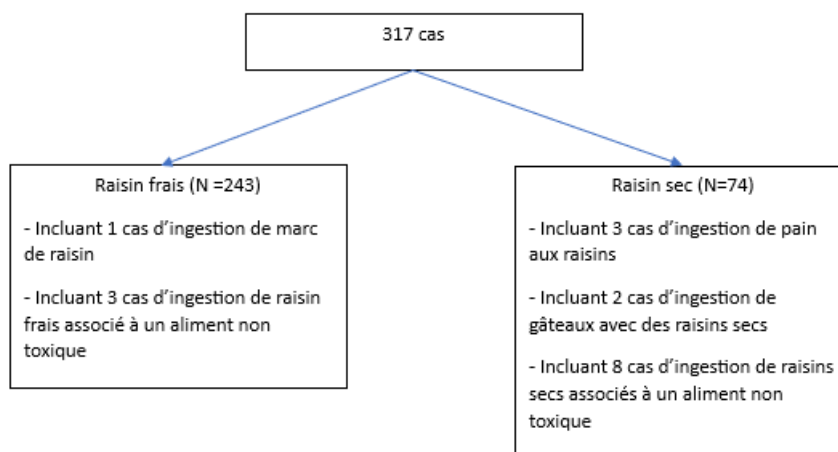 317 cas
Raisin frais (N =243)
- Incluant 1 cas d’ingestion de marc
de raisin
- Incluant 3 cas d’ingestion de raisin
frais associé à un aliment non
toxique
Raisin sec (N=74)
- Incluant 3 cas d’ingestion de pain
aux raisins
- Incluant 2 cas d’ingestion de
gâteaux avec des raisins secs
- Incluant 8 cas d’ingestion de raisins
secs associés à un aliment non
toxique